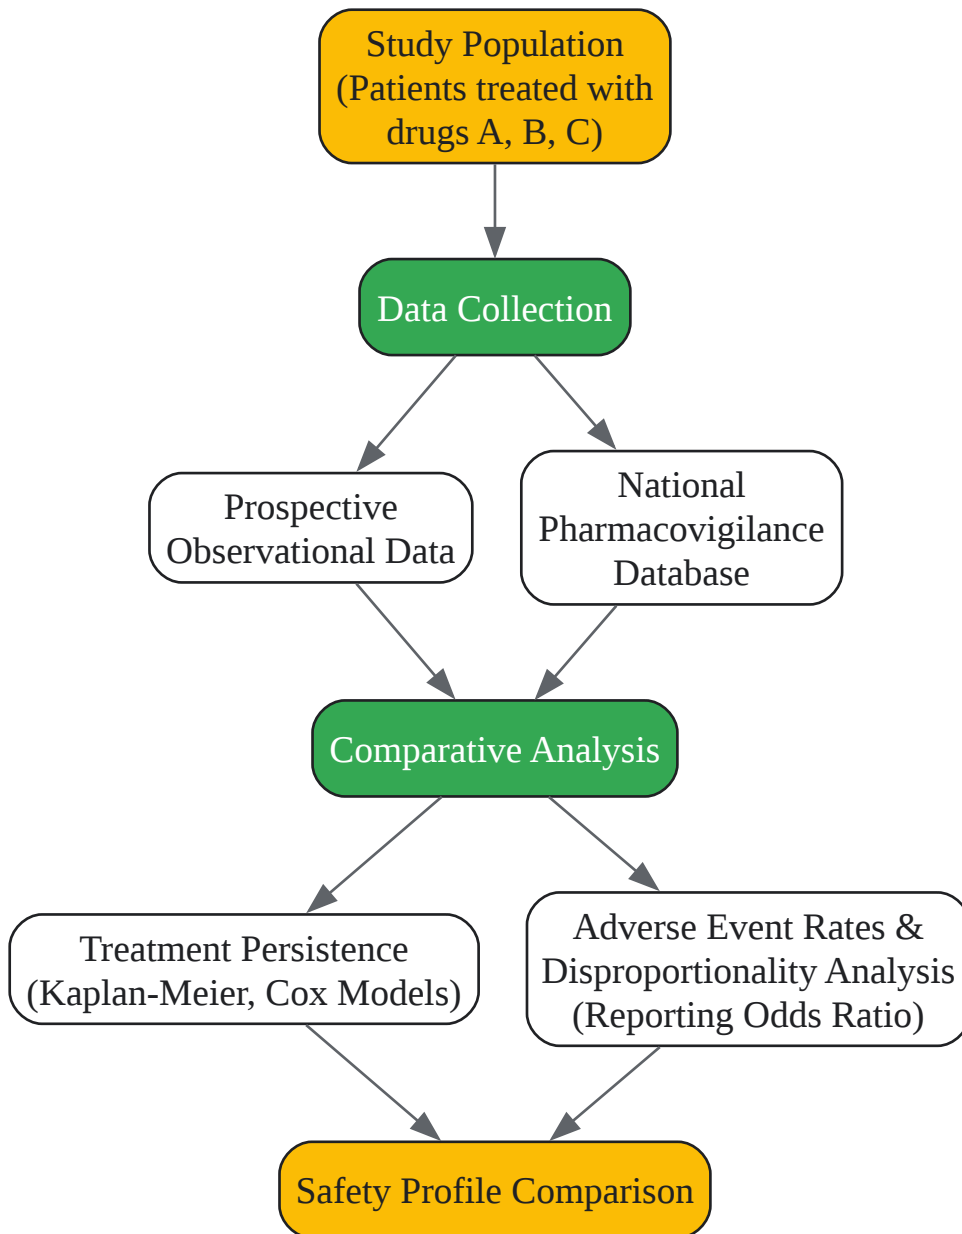 Study Population
(Patients treated with
drugs A, B, C)
Data Collection
Prospective
Observational Data
National
Pharmacovigilance
Database
Comparative Analysis
Treatment Persistence
(Kaplan-Meier, Cox Models)
Adverse Event Rates &
Disproportionality Analysis
(Reporting Odds Ratio)
Safety Profile Comparison